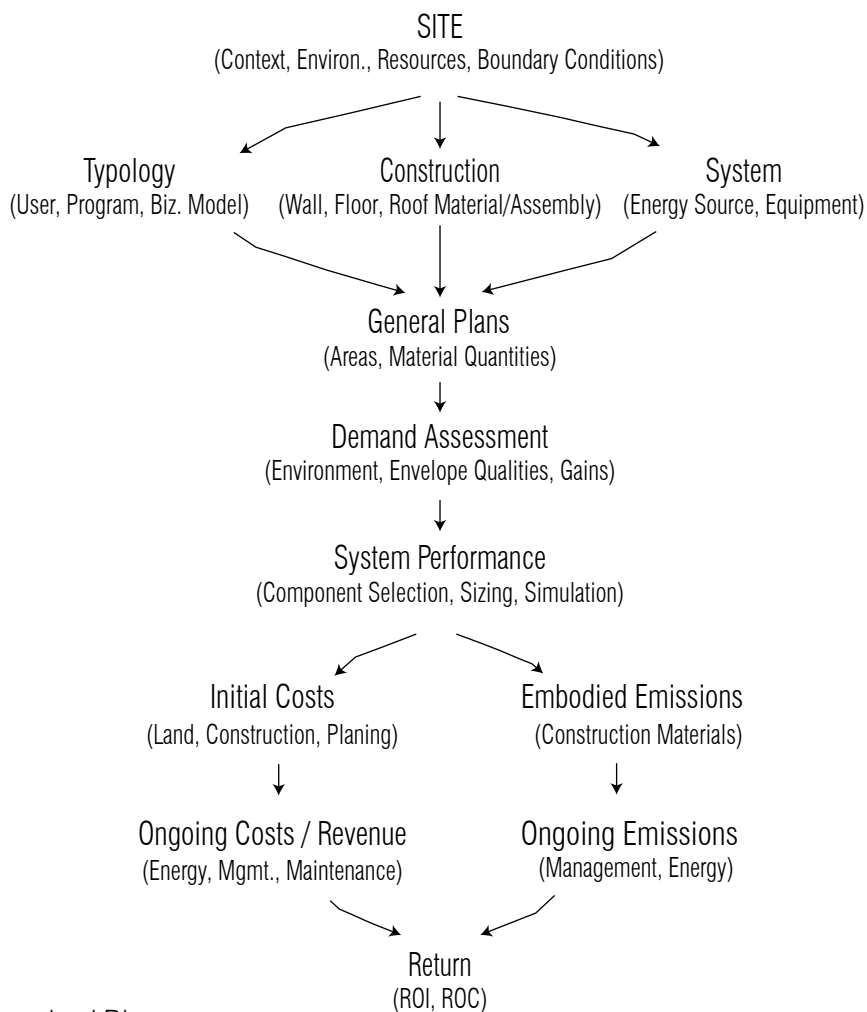 SITE
(Context, Environ., Resources, Boundary Conditions)
Typology
(User, Program, Biz. Model)
Construction
(Wall, Floor, Roof Material/Assembly)
System
(Energy Source, Equipment)
General Plans
(Areas, Material Quantities)
Demand Assessment
(Environment, Envelope Qualities, Gains)
System Performance
(Component Selection, Sizing, Simulation)
Initial Costs
(Land, Construction, Planing)
Embodied Emissions
(Construction Materials)
Ongoing Costs / Revenue
(Energy, Mgmt., Maintenance)
Ongoing Emissions
(Management, Energy)
Return
(ROI, ROC)